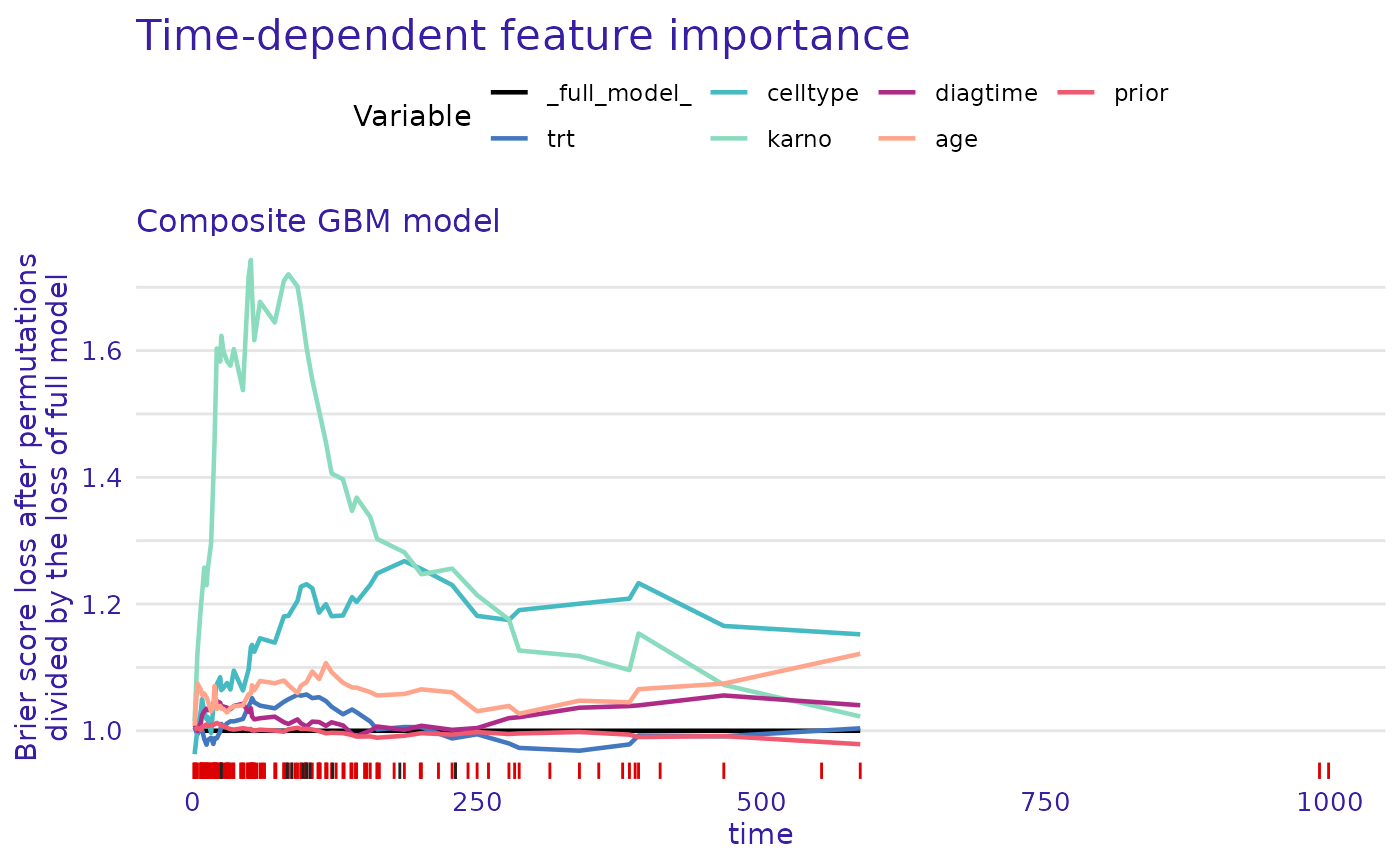 Time-dependent feature importance
Variable
_full_model_ celltype diagtime prior
trt karno age
Composite GBM model
Brier score loss after permutations
divided by the loss of full model
1.6
1.4
1.2
1.0
0 250 500 750 1000
time